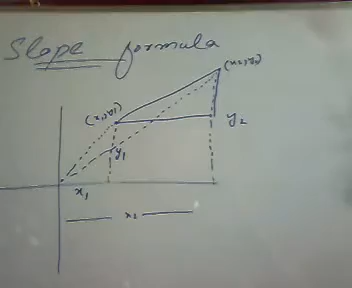 Slope formula
(x2, y2)
(x1, y1)
y2
y1
x1
x2